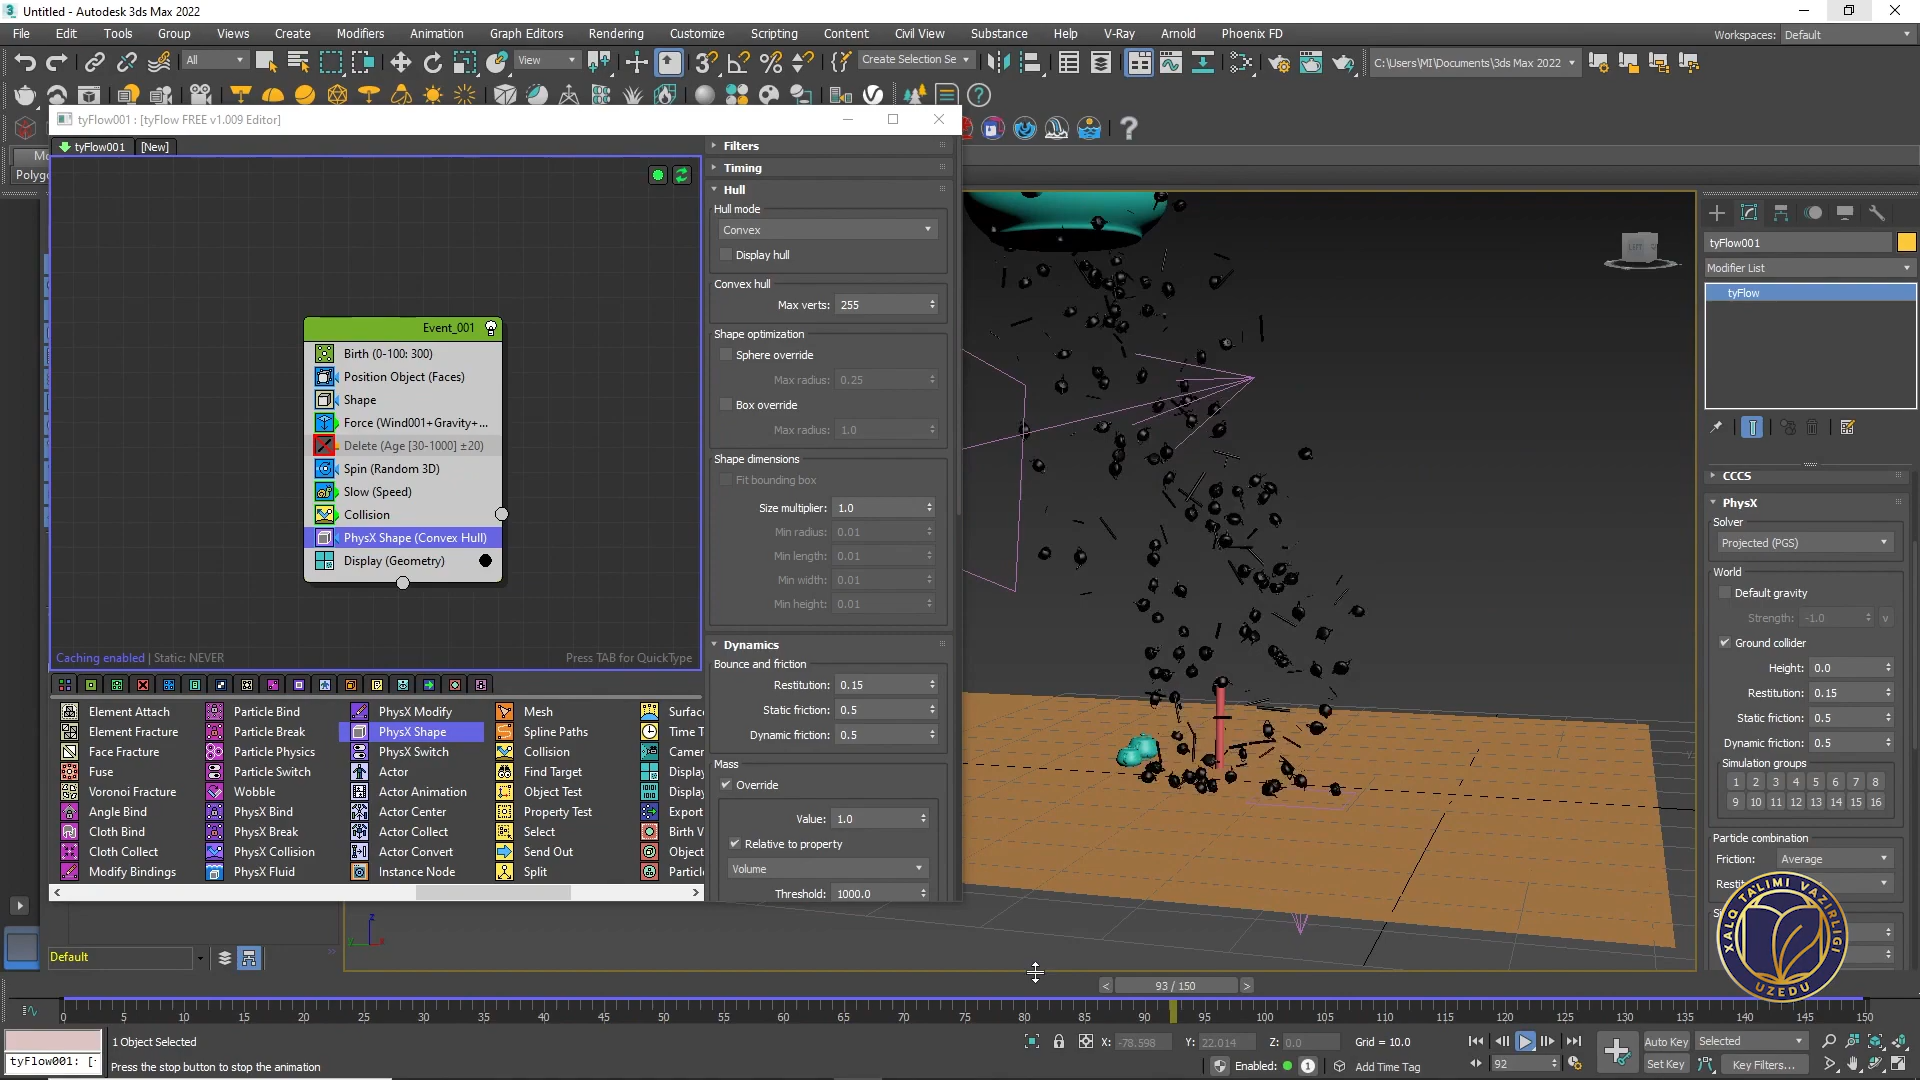 Untitled - Autodesk 3ds Max 2022
File Edit Tools Group Views Create Modifiers Animation Graph Editors Rendering Customize Scripting Content Civil View Substance Help V-Ray Arnold Phoenix FD
Workspaces: Default
All View Create Selection Se C:\Users\MI\Documents\3ds Max 2022
tyFlow001 : [tyFlow FREE v1.009 Editor]
tyFlow001 [New]
Event_001
Birth (0-100: 300)
Position Object (Faces)
Shape
Force (Wind001+Gravity+...
Delete (Age [30-1000] ±20)
Spin (Random 3D)
Slow (Speed)
Collision
PhysX Shape (Convex Hull)
Display (Geometry)
Caching enabled | Static: NEVER
Press TAB for QuickType
Filters
Timing
Hull
Hull mode
Convex
Display hull
Convex hull
Max verts: 255
Shape optimization
Sphere override
Max radius: 0.25
Box override
Max radius: 1.0
Shape dimensions
Fit bounding box
Size multiplier: 1.0
Min radius: 0.01
Min length: 0.01
Min width: 0.01
Min height: 0.01
Dynamics
Bounce and friction
Restitution: 0.15
Static friction: 0.5
Dynamic friction: 0.5
Mass
Override
Value: 1.0
Relative to property
Volume
Threshold: 1000.0
Element Attach Particle Bind PhysX Modify Mesh Surfac
Element Fracture Particle Break PhysX Shape Spline Paths Time T
Face Fracture Particle Physics PhysX Switch Collision Camer
Fuse Particle Switch Actor Find Target Display
Voronoi Fracture Wobble Actor Animation Object Test Display
Angle Bind PhysX Bind Actor Center Property Test Export
Cloth Bind PhysX Break Actor Collect Select Birth V
Cloth Collect PhysX Collision Actor Convert Send Out Object
Modify Bindings PhysX Fluid Instance Node Split Particle
LEFT
tyFlow001
Modifier List
tyFlow
CCCS
PhysX
Solver
Projected (PGS)
World
Default gravity
Strength: -1.0 v
Ground collider
Height: 0.0
Restitution: 0.15
Static friction: 0.5
Dynamic friction: 0.5
Simulation groups
1 2 3 4 5 6 7 8
9 10 11 12 13 14 15 16
Particle combination
Friction: Average
Restit
XALQ TA'LIMI VAZIRLIGI
UZEDU
z
x
Default
< 93 / 150 >
0 5 10 15 20 25 30 35 40 45 50 55 60 65 70 75 80 85 90 95 100 105 110 115 120 125 130 135 140 145 150
1 Object Selected
X: -78.598 Y: 22.014 Z: 0.0 Grid = 10.0
Auto Key Selected
tyFlow001: [
Press the stop button to stop the animation
Enabled: 1 Add Time Tag
92
Set Key Key Filters...